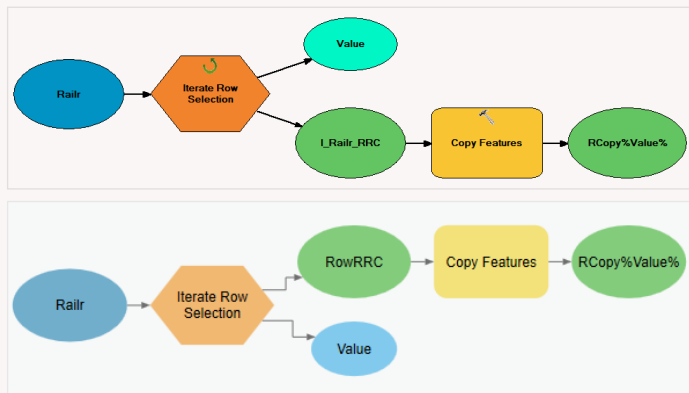 Value
Railr
Iterate Row
Selection
I_Railr_RRC
Copy Features
RCopy%Value%
RowRRC
Copy Features
RCopy%Value%
Railr
Iterate Row
Selection
Value